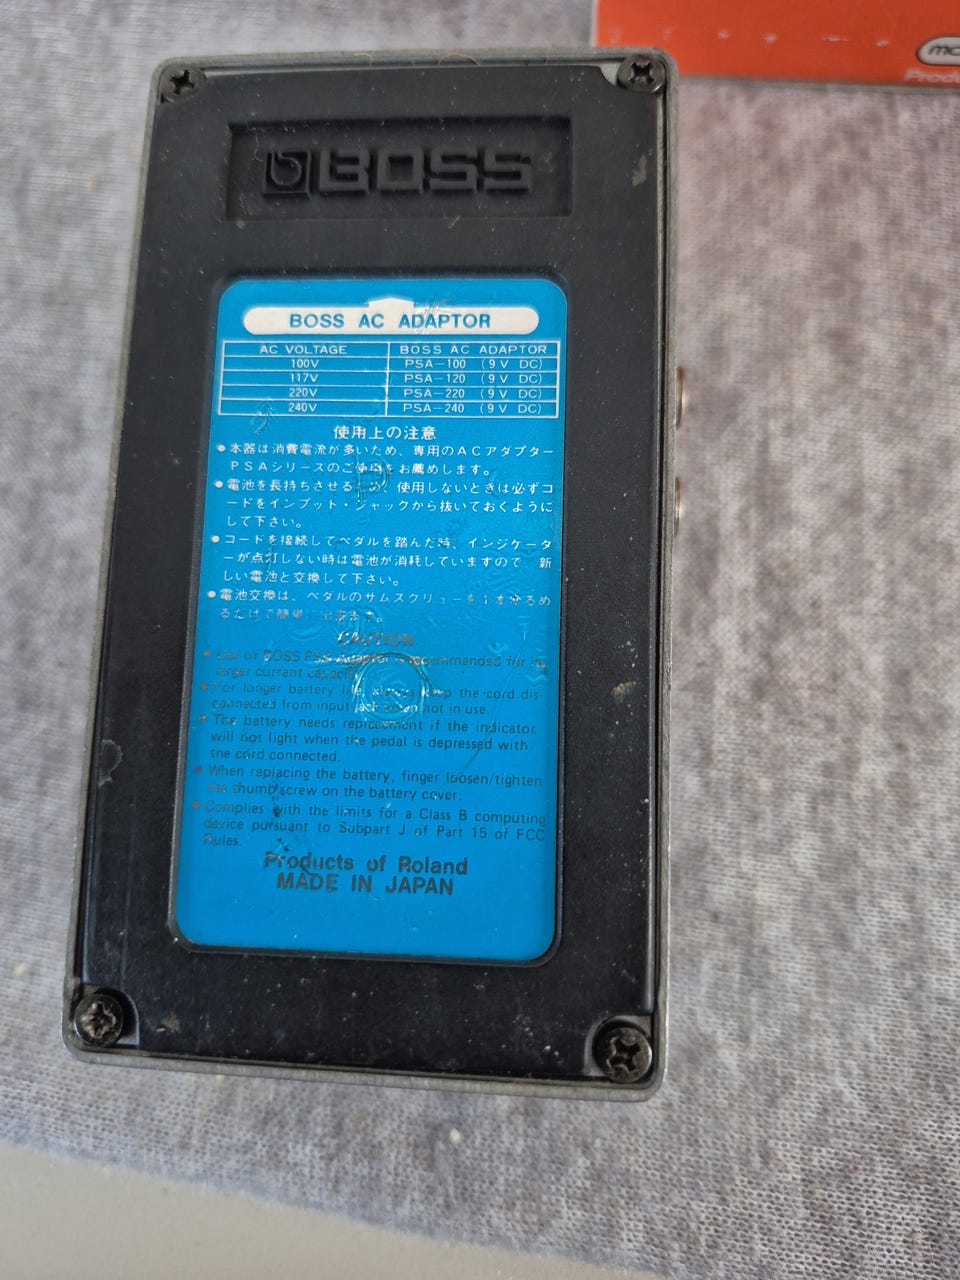 BOSS
BOSS AC ADAPTOR
AC VOLTAGE BOSS AC ADAPTOR
100V PSA-100 (9V DC)
117V PSA-120 (9V DC)
220V PSA-220 (9V DC)
240V PSA-240 (9V DC)
使用上の注意
●本器は消費電流が多いため、専用のACアダプター
PSAシリーズのご使用をお薦めします。
●電池を長持ちさせるため、使用しないときは必ずコ
ードをインプット・ジャックから抜いておくように
して下さい。
●コードを接続してペダルを踏んだ時、インジケータ
ーが点灯しない時は電池が消耗していますので、新
しい電池と交換して下さい。
●電池交換は、ペダルのサムスクリューを1本ゆるめ
るだけで簡単に出来ます。
CAUTION
●Use of BOSS PSA Adaptor is recommended for its
larger current capacity.
●For longer battery life, always keep the cord dis
connected from input jack when not in use.
●The battery needs replacement if the indicator
will not light when the pedal is depressed with
the cord connected.
●When replacing the battery, finger loosen/tighten
the thumb screw on the battery cover.
●Complies with the limits for a Class B computing
device pursuant to Subpart J of Part 15 of FCC
Rules.
Products of Roland
MADE IN JAPAN